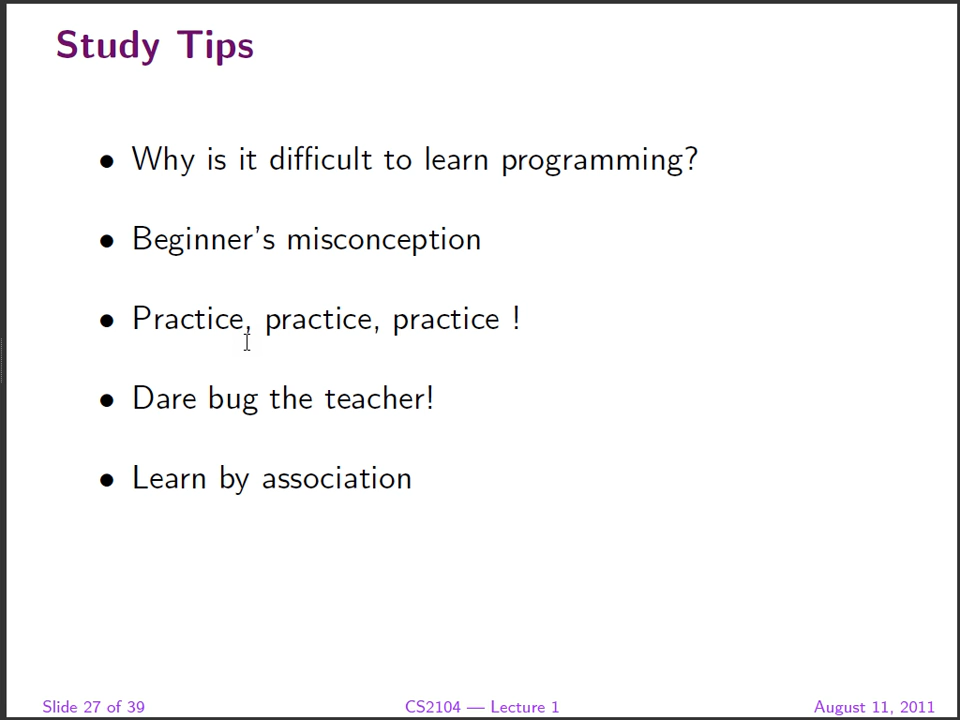 Study Tips
• Why is it difficult to learn programming?
• Beginner's misconception
• Practice, practice, practice !
• Dare bug the teacher!
• Learn by association
Slide 27 of 39 CS2104 — Lecture 1 August 11, 2011